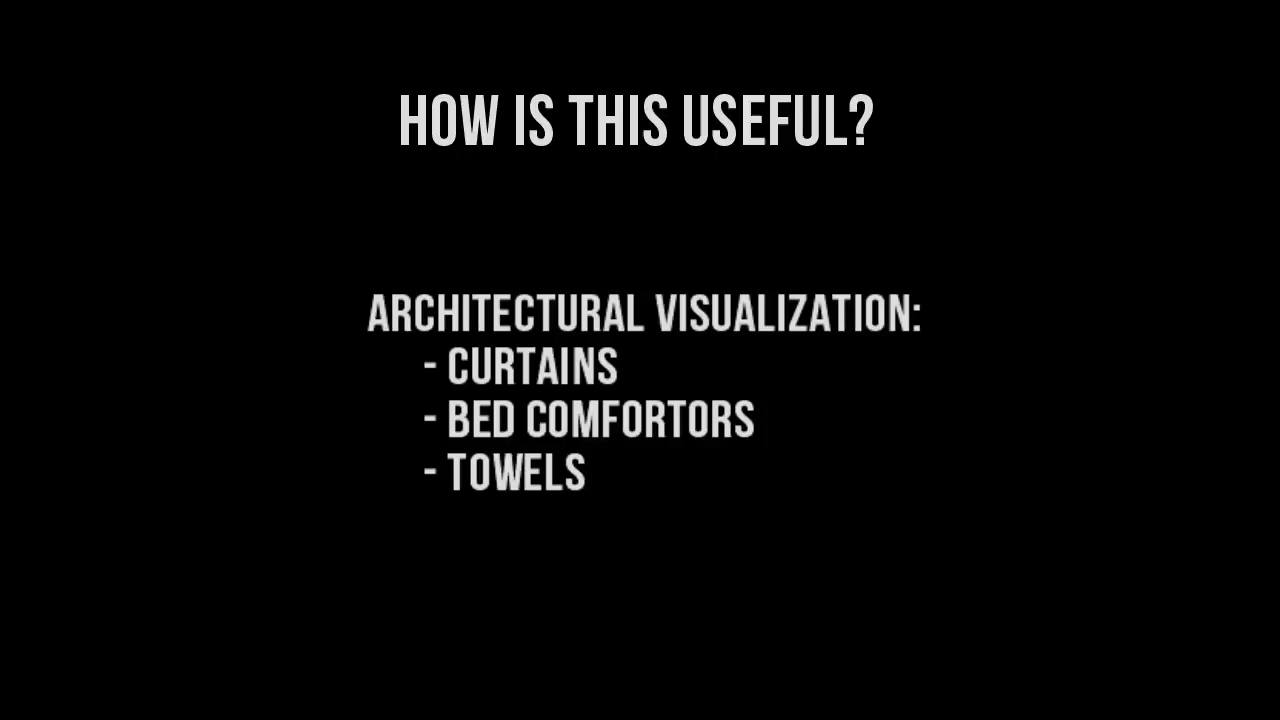 HOW IS THIS USEFUL?
ARCHITECTURAL VISUALIZATION:
- CURTAINS
- BED COMFORTORS
- TOWELS